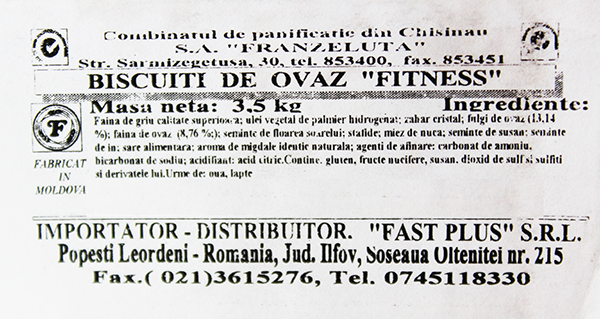 Combinatul de panificatie din Chisinau
S.A. "FRANZELUTA"
Str. Sarmizegetusa, 30, tel. 853400, fax. 853451
BISCUITI DE OVAZ "FITNESS"
Masa neta: 3,5 kg Ingrediente:
Faina de griu calitate superioara; ulei vegetal de palmier hidrogenat; zahar cristal; fulgi de ovaz (13,14
%); faina de ovaz (8,76 %;); seminte de floarea soarelui; stafide; miez de nuca; seminte de susan; seminte
de in; sare alimentara; aroma de migdale identic naturala; agenti de afinare: carbonat de amoniu,
bicarbonat de sodiu; acidifiant: acid citric.Contine: gluten, fructe nucifere, susan, dioxid de sulf si sulfiti
si derivatele lui.Urme de: oua, lapte
F
FABRICAT
IN
MOLDOVA
IMPORTATOR - DISTRIBUITOR. "FAST PLUS" S.R.L.
Popesti Leordeni - Romania, Jud. Ilfov, Soseaua Oltenitei nr. 215
Fax.( 021)3615276, Tel. 0745118330